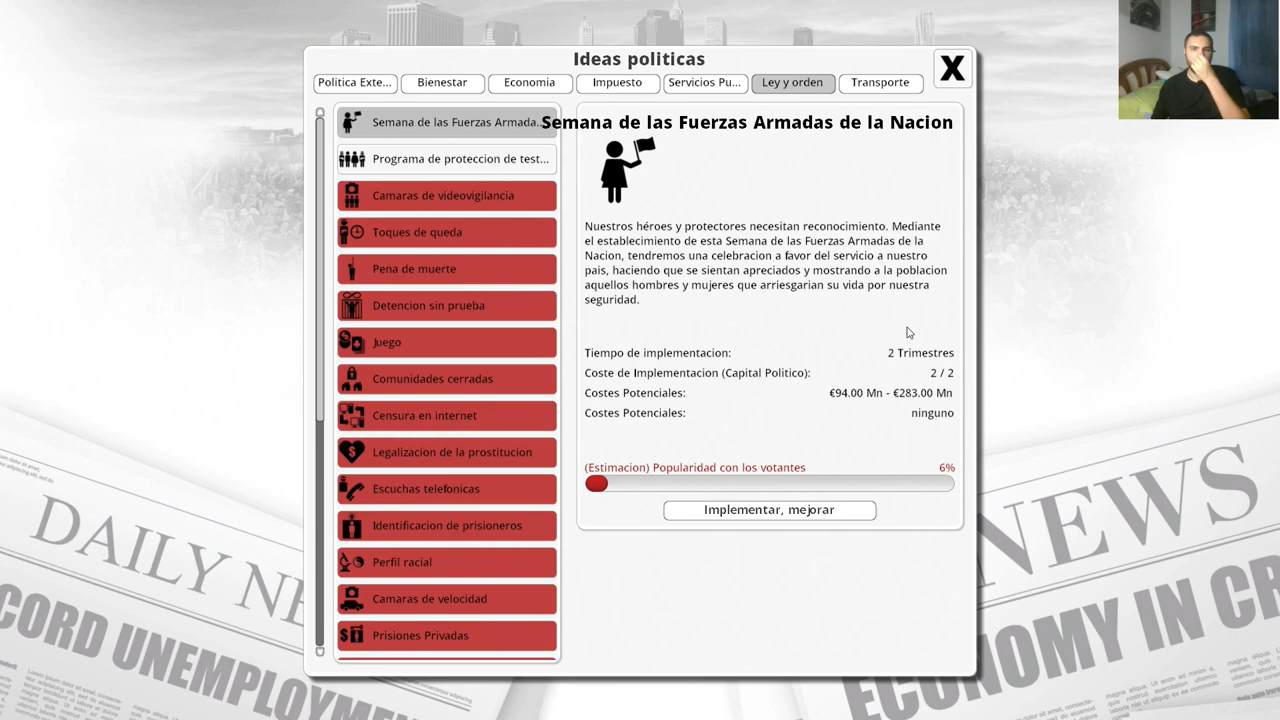 Ideas politicas
X
Politica Exte...
Bienestar
Economia
Impuesto
Servicios Pu...
Ley y orden
Transporte
Semana de las Fuerzas Armada...
Programa de proteccion de test...
Camaras de videovigilancia
Toques de queda
Pena de muerte
Detencion sin prueba
Juego
Comunidades cerradas
Censura en internet
Legalizacion de la prostitucion
Escuchas telefonicas
Identificacion de prisioneros
Perfil racial
Camaras de velocidad
Prisiones Privadas
Semana de las Fuerzas Armadas de la Nacion
Nuestros héroes y protectores necesitan reconocimiento. Mediante
el establecimiento de esta Semana de las Fuerzas Armadas de la
Nacion, tendremos una celebracion a favor del servicio a nuestro
pais, haciendo que se sientan apreciados y mostrando a la poblacion
aquellos hombres y mujeres que arriesgarian su vida por nuestra
seguridad.
Tiempo de implementacion: 2 Trimestres
Coste de Implementacion (Capital Politico): 2 / 2
Costes Potenciales: €94.00 Mn - €283.00 Mn
Costes Potenciales: ninguno
(Estimacion) Popularidad con los votantes 6%
Implementar, mejorar
DAILY NE
CORD UNEMPLOYM
NEWS
ECONOMY IN CR